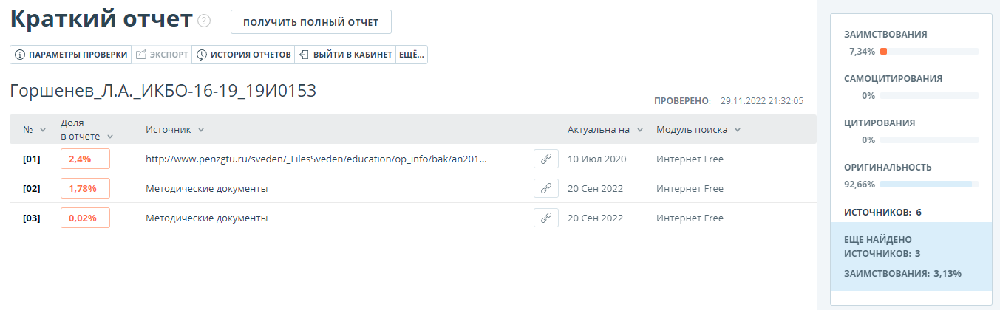 Краткий отчет ?
ПОЛУЧИТЬ ПОЛНЫЙ ОТЧЕТ
ПАРАМЕТРЫ ПРОВЕРКИ ЭКСПОРТ ИСТОРИЯ ОТЧЕТОВ ВЫЙТИ В КАБИНЕТ ЕЩЁ...
Горшенев_Л.А._ИКБО-16-19_19И0153
ПРОВЕРЕНО: 29.11.2022 21:32:05
№ Доля в отчете Источник Актуальна на Модуль поиска
[01] 2,4% http://www.penzgtu.ru/sveden/_FilesSveden/education/op_info/bak/an201... 10 Июл 2020 Интернет Free
[02] 1,78% Методические документы 20 Сен 2022 Интернет Free
[03] 0,02% Методические документы 20 Сен 2022 Интернет Free
ЗАИМСТВОВАНИЯ
7,34%
САМОЦИТИРОВАНИЯ
0%
ЦИТИРОВАНИЯ
0%
ОРИГИНАЛЬНОСТЬ
92,66%
ИСТОЧНИКОВ: 6
ЕЩЕ НАЙДЕНО
ИСТОЧНИКОВ: 3
ЗАИМСТВОВАНИЯ: 3,13%